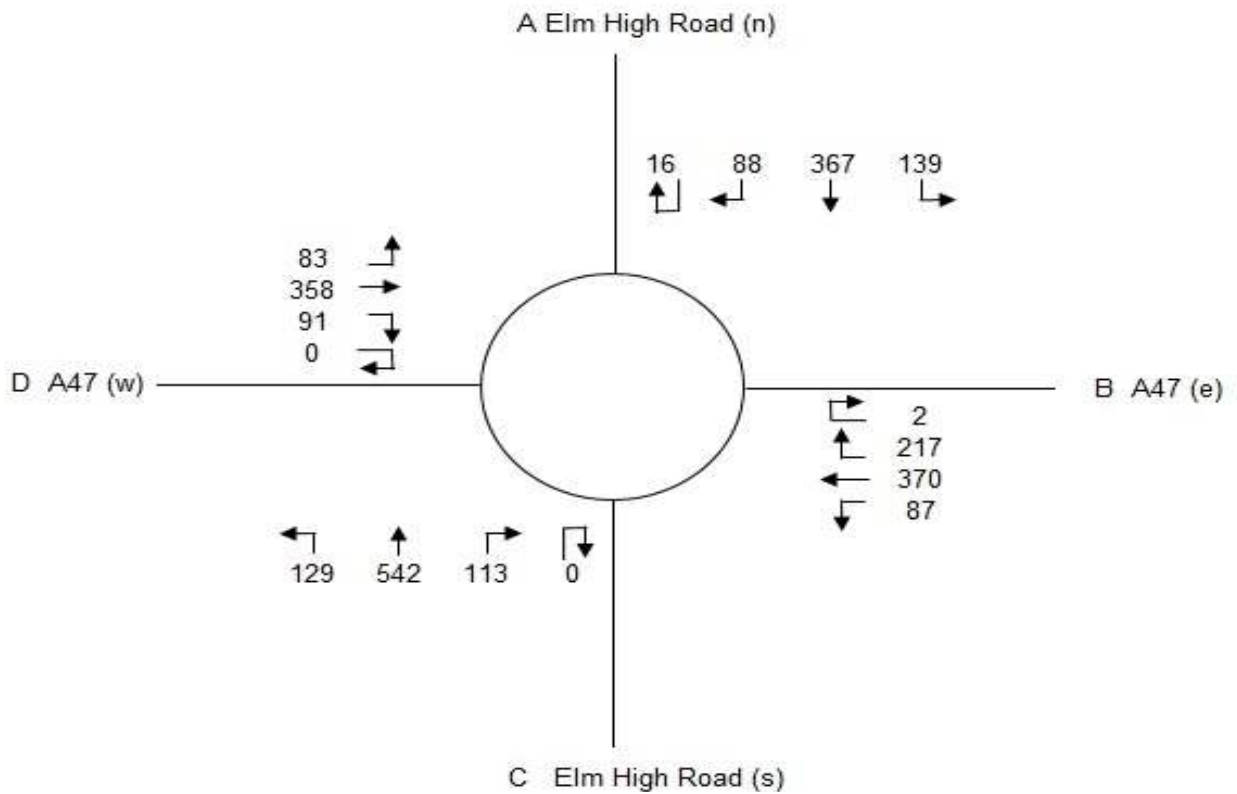 A Elm High Road (n)
16 88 367 139
83
358
91
0
D A47 (w)
B A47 (e)
2
217
370
87
129 542 113 0
C Elm High Road (s)